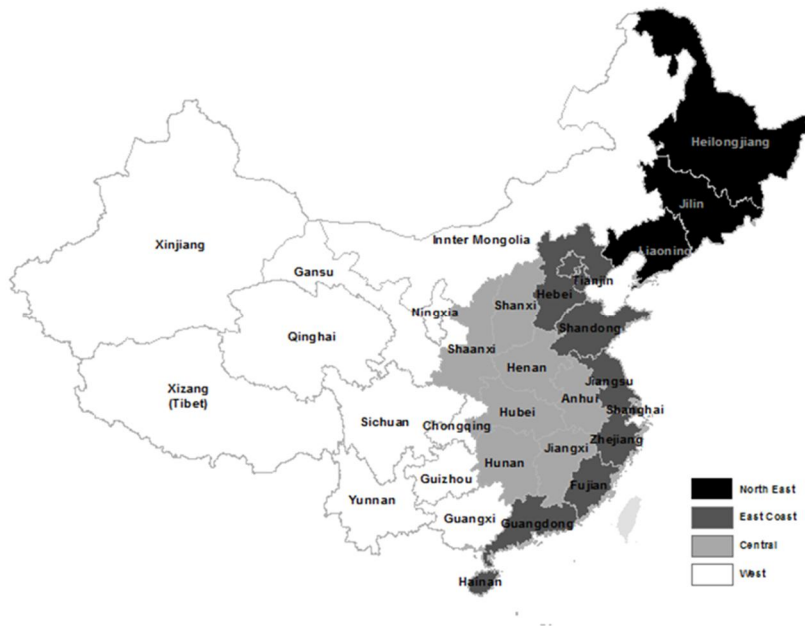 Heilongjiang
Jilin
Liaoning
Innter Mongolia
Xinjiang
Gansu
Tianjin
Hebei
Shanxi
Ningxia
Shandong
Qinghai
Shaanxi
Henan
Jiangsu
Xizang
(Tibet)
Anhui
Shanghai
Hubei
Sichuan
Chongqing
Zhejiang
Jiangxi
Hunan
Guizhou
Fujian
Yunnan
Guangxi
Guangdong
Hainan
North East
East Coast
Central
West